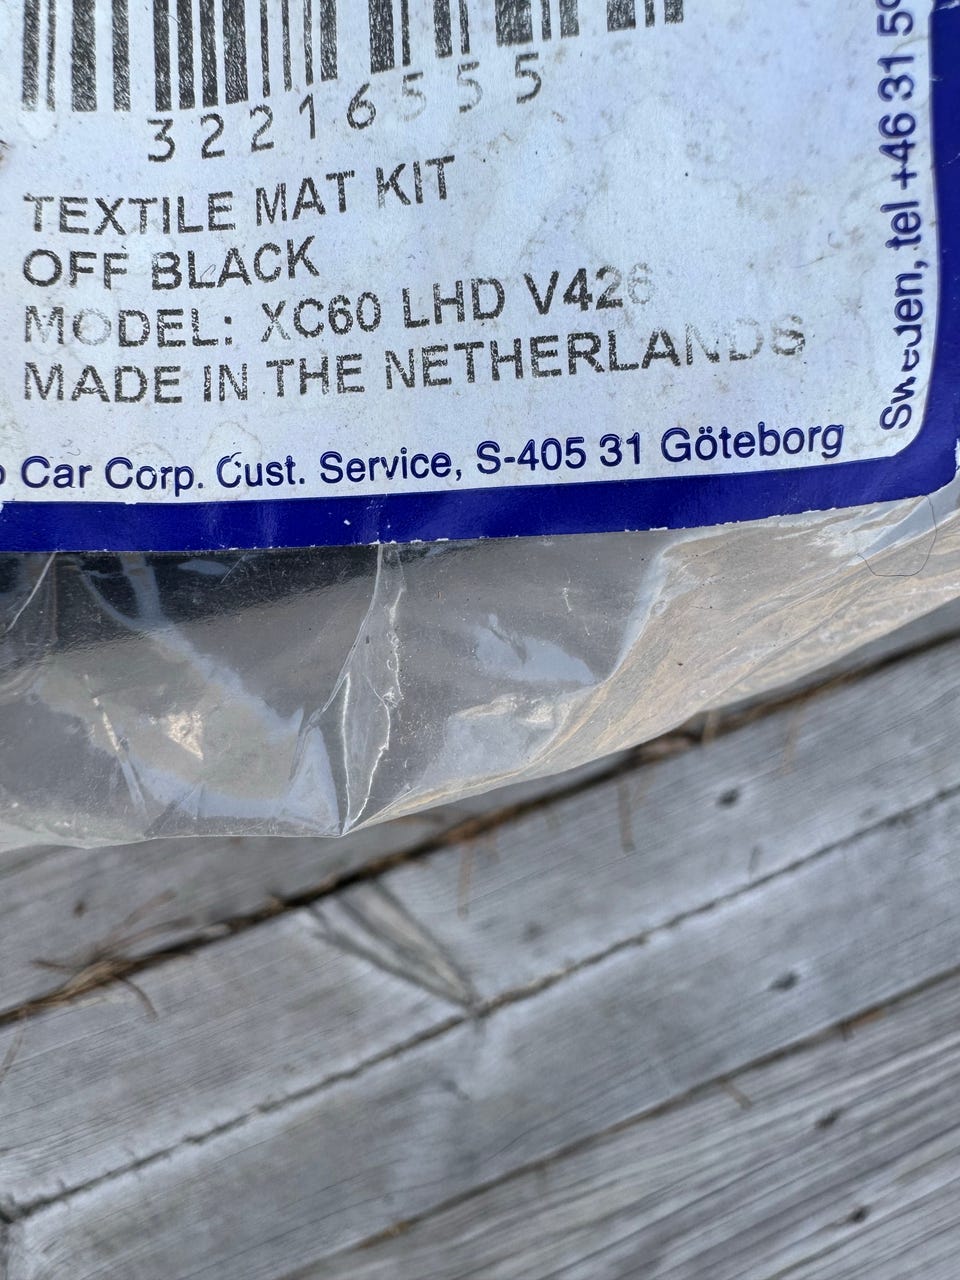 32216555
TEXTILE MAT KIT
OFF BLACK
MODEL: XC60 LHD V426
MADE IN THE NETHERLANDS
Car Corp. Cust. Service, S-405 31 Göteborg
Sweden, tel +46 31 5